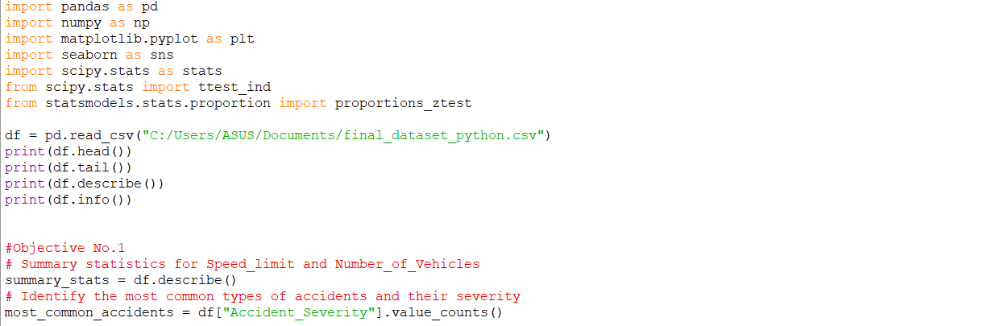 import pandas as pd
import numpy as np
import matplotlib.pyplot as plt
import seaborn as sns
import scipy.stats as stats
from scipy.stats import ttest_ind
from statsmodels.stats.proportion import proportions_ztest
df = pd.read_csv("C:/Users/ASUS/Documents/final_dataset_python.csv")
print(df.head())
print(df.tail())
print(df.describe())
print(df.info())
#Objective No.1
# Summary statistics for Speed_limit and Number_of_Vehicles
summary_stats = df.describe()
# Identify the most common types of accidents and their severity
most_common_accidents = df["Accident_Severity"].value_counts()